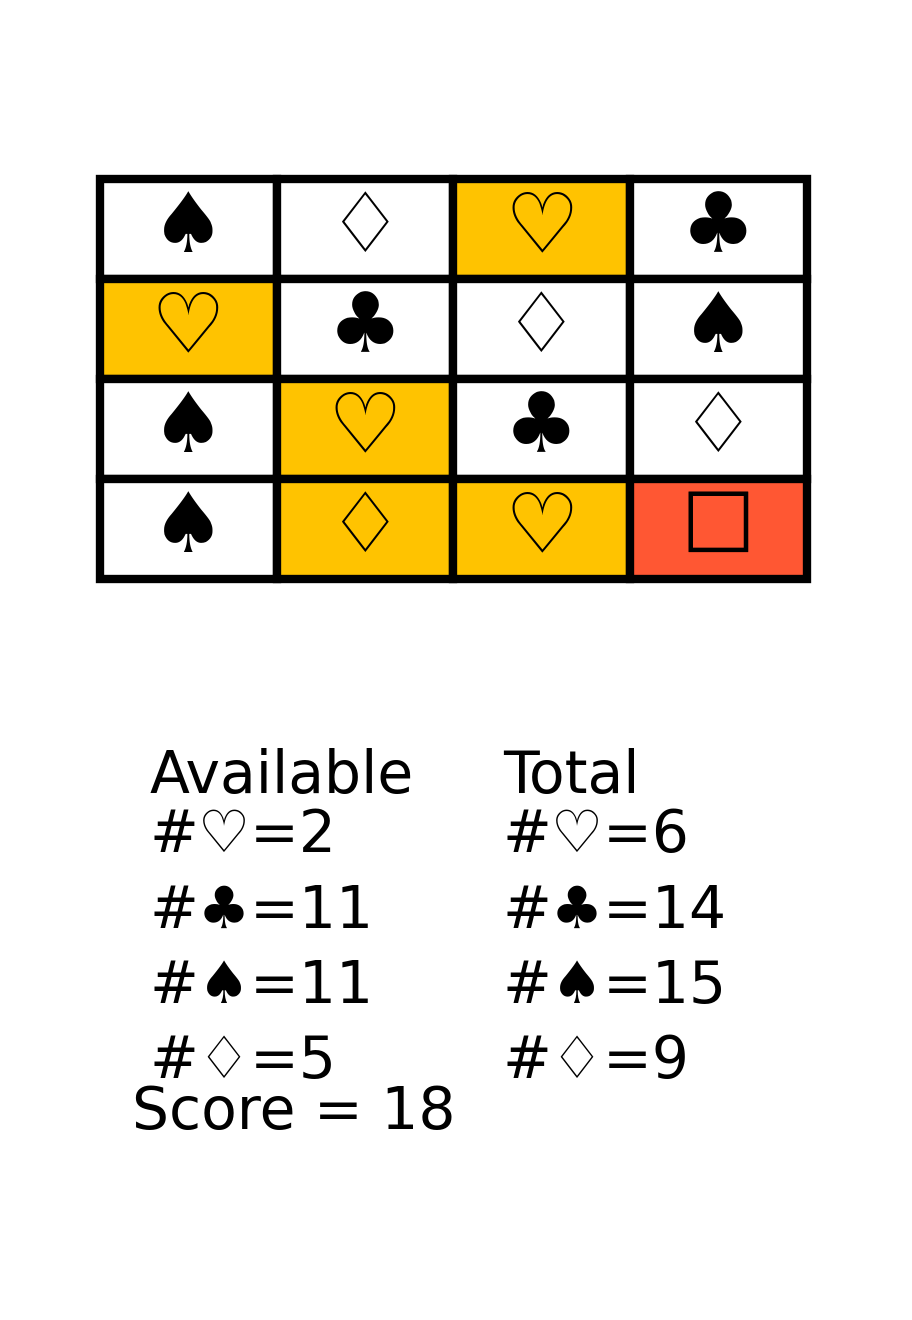 ♠ ♢ ♡ ♣
♡ ♣ ♢ ♠
♠ ♡ ♣ ♢
♠ ♢ ♡ □
Available Total
#♡=2 #♡=6
#♣=11 #♣=14
#♠=11 #♠=15
#♢=5 #♢=9
Score = 18